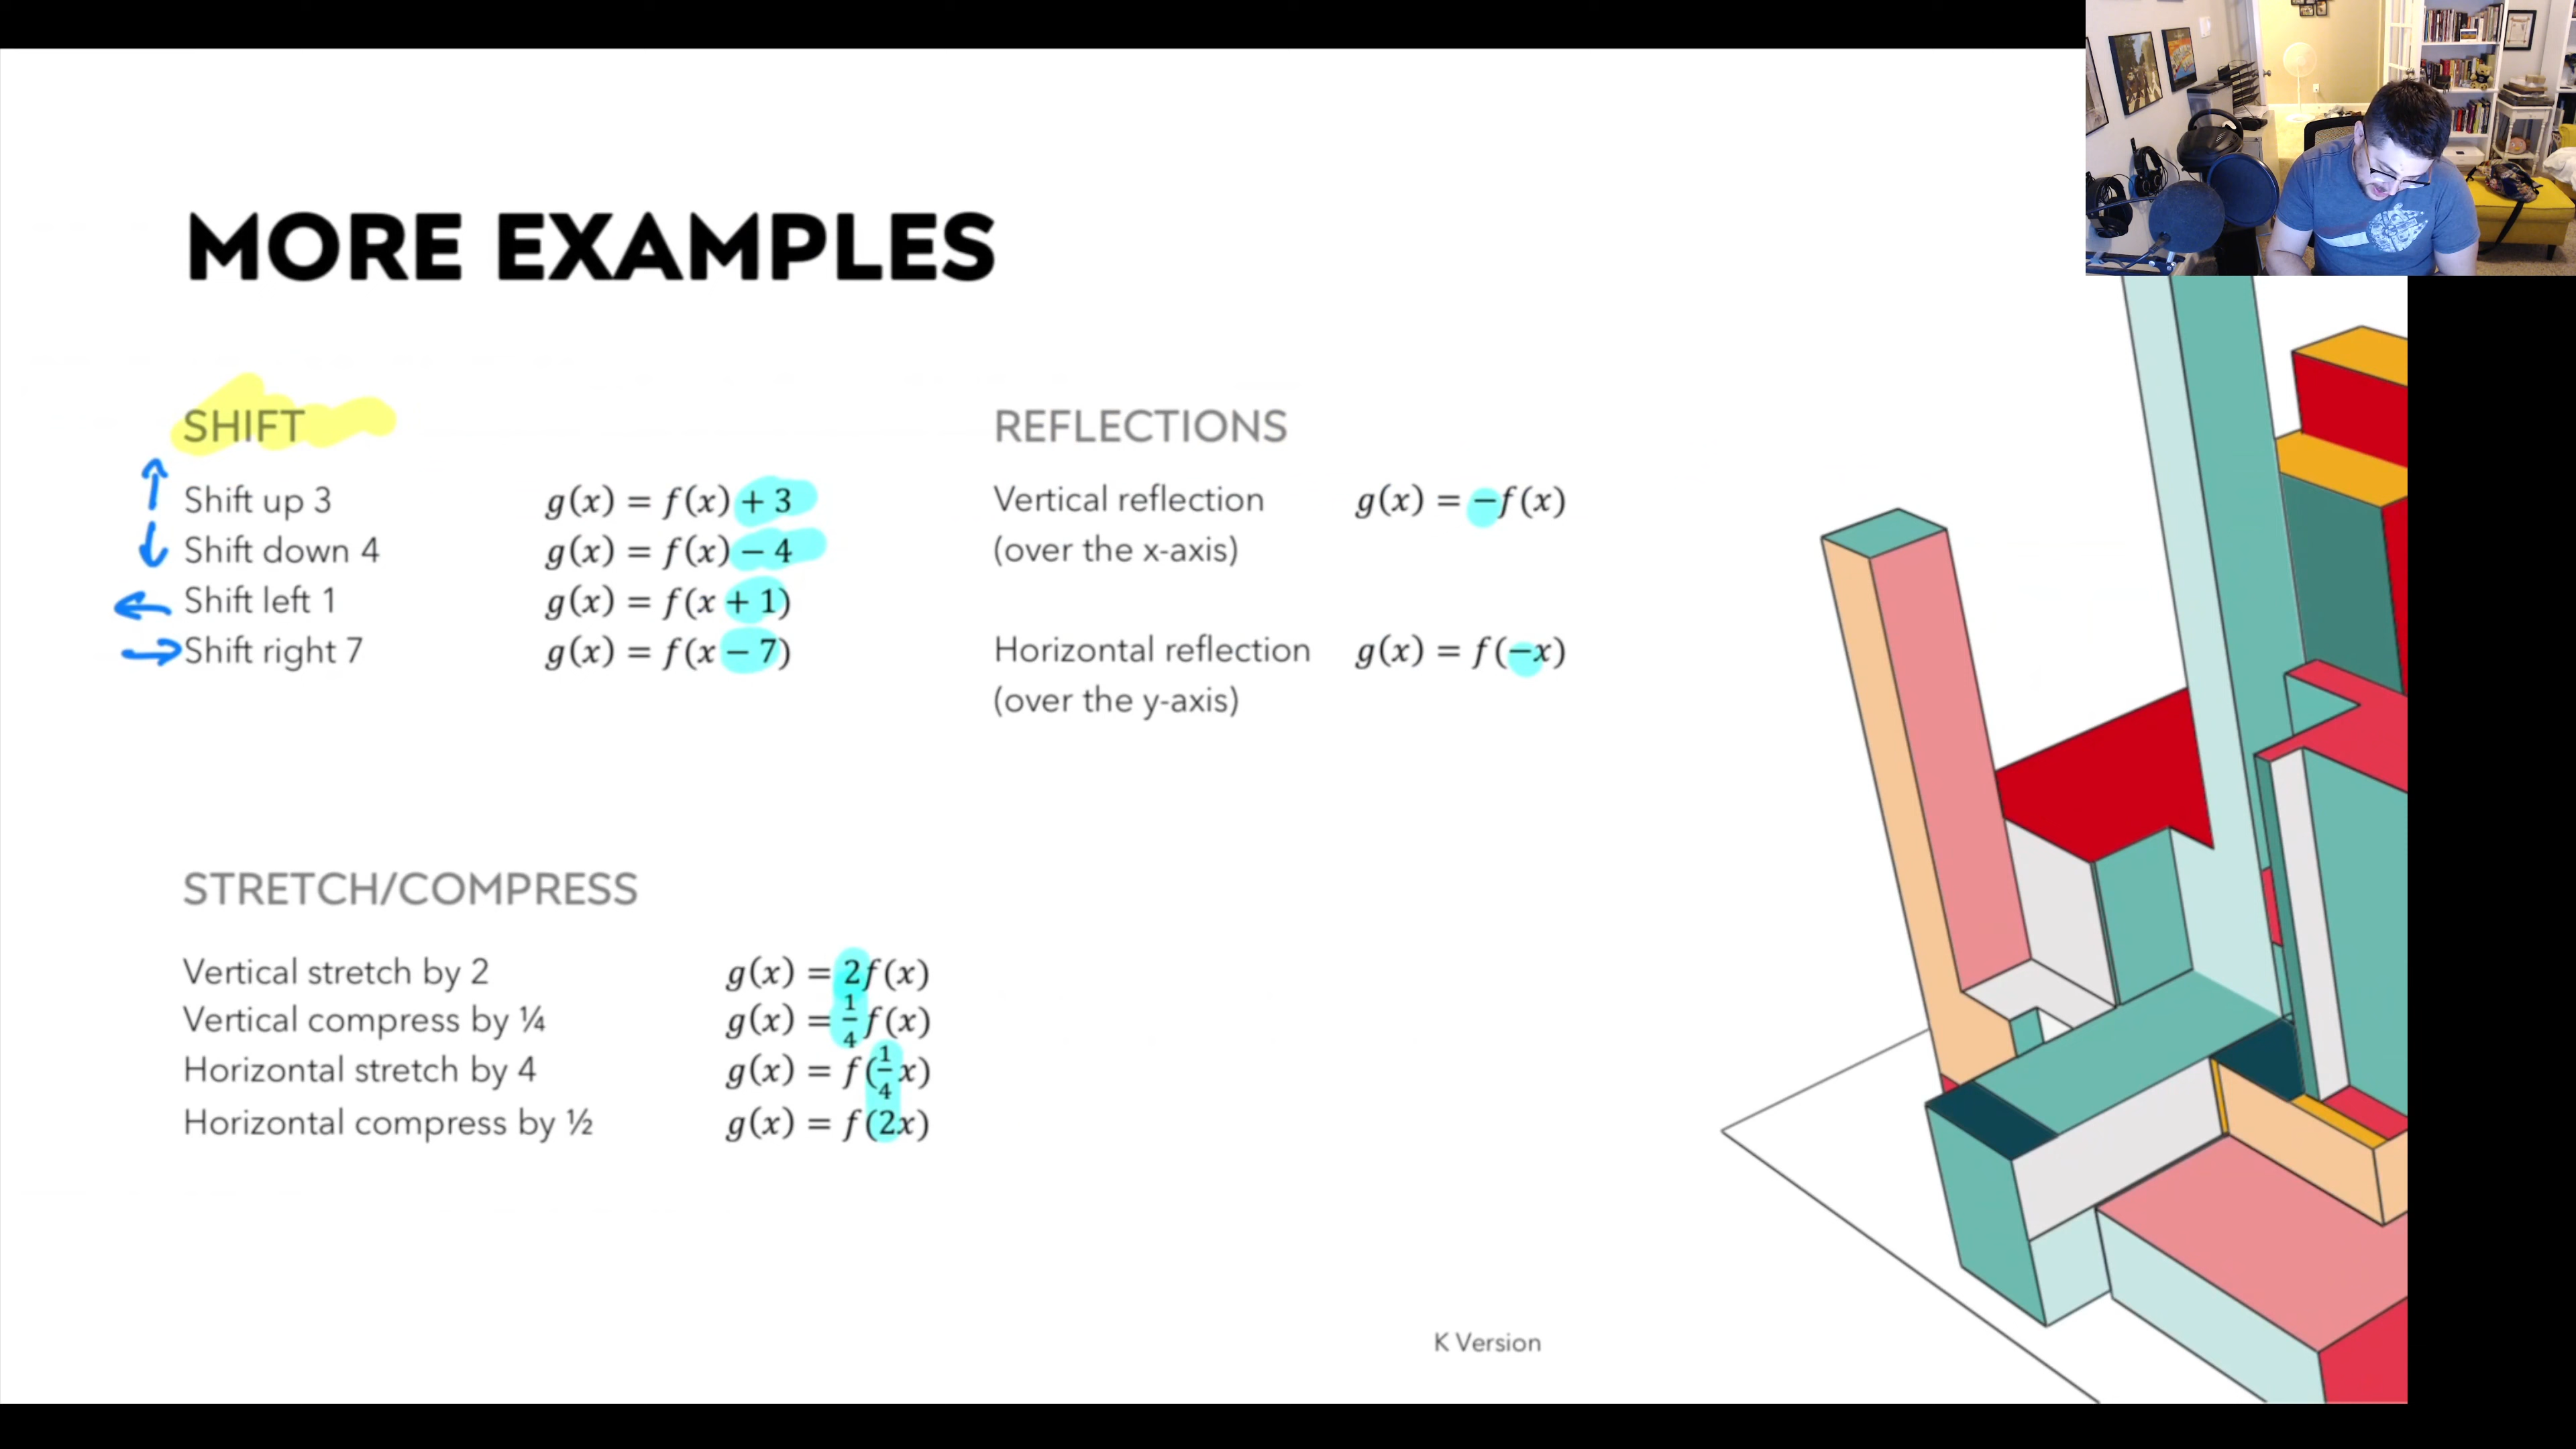 MORE EXAMPLES
SHIFT
Shift up 3 g(x) = f(x) + 3
Shift down 4 g(x) = f(x) − 4
Shift left 1 g(x) = f(x + 1)
Shift right 7 g(x) = f(x − 7)
REFLECTIONS
Vertical reflection g(x) = −f(x)
(over the x-axis)
Horizontal reflection g(x) = f(−x)
(over the y-axis)
STRETCH/COMPRESS
Vertical stretch by 2 g(x) = 2f(x)
Vertical compress by ¼ g(x) = 1/4 f(x)
Horizontal stretch by 4 g(x) = f(1/4 x)
Horizontal compress by ½ g(x) = f(2x)
K Version